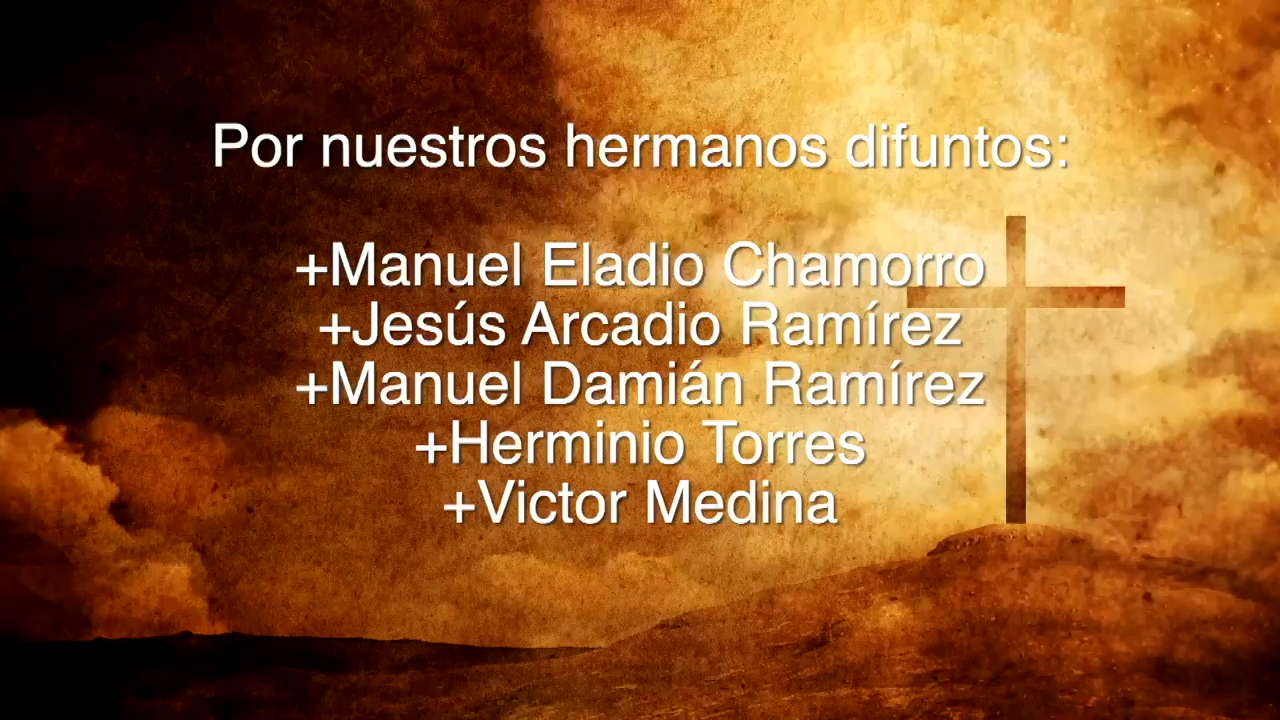 Por nuestros hermanos difuntos:
+Manuel Eladio Chamorro
+Jesús Arcadio Ramírez
+Manuel Damián Ramírez
+Herminio Torres
+Victor Medina